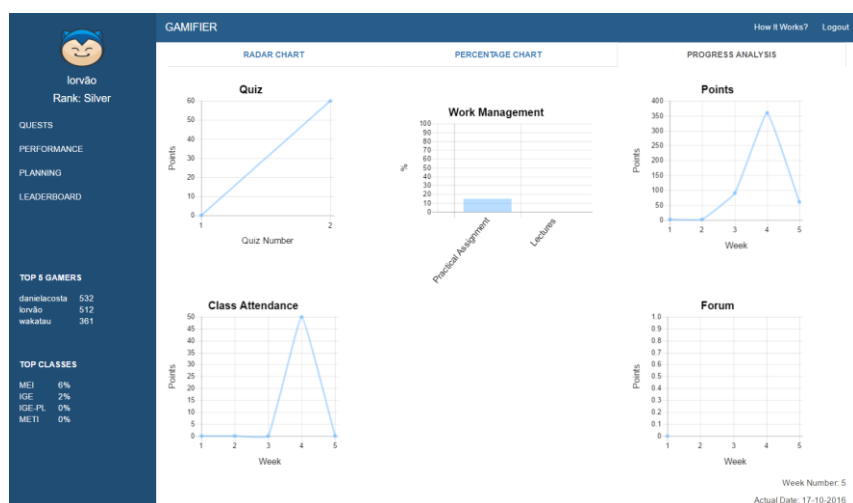 GAMIFIER
How It Works? Logout
lorvão
Rank: Silver
QUESTS
PERFORMANCE
PLANNING
LEADERBOARD
TOP 5 GAMERS
danielacosta 532
lorvão 512
wakatau 361
TOP CLASSES
MEI 6%
IGE 2%
IGE-PL 0%
METI 0%
RADAR CHART PERCENTAGE CHART PROGRESS ANALYSIS
Quiz
Points
60
50
40
30
20
10
0
1 2
Quiz Number
Work Management
%
100
90
80
70
60
50
40
30
20
10
0
Practical Assignment Lectures
Points
Points
400
350
300
250
200
150
100
50
0
1 2 3 4 5
Week
Class Attendance
Points
50
45
40
35
30
25
20
15
10
5
0
1 2 3 4 5
Week
Forum
Points
1.0
0.9
0.8
0.7
0.6
0.5
0.4
0.3
0.2
0.1
0
1 2 3 4 5
Week
Week Number: 5
Actual Date: 17-10-2016